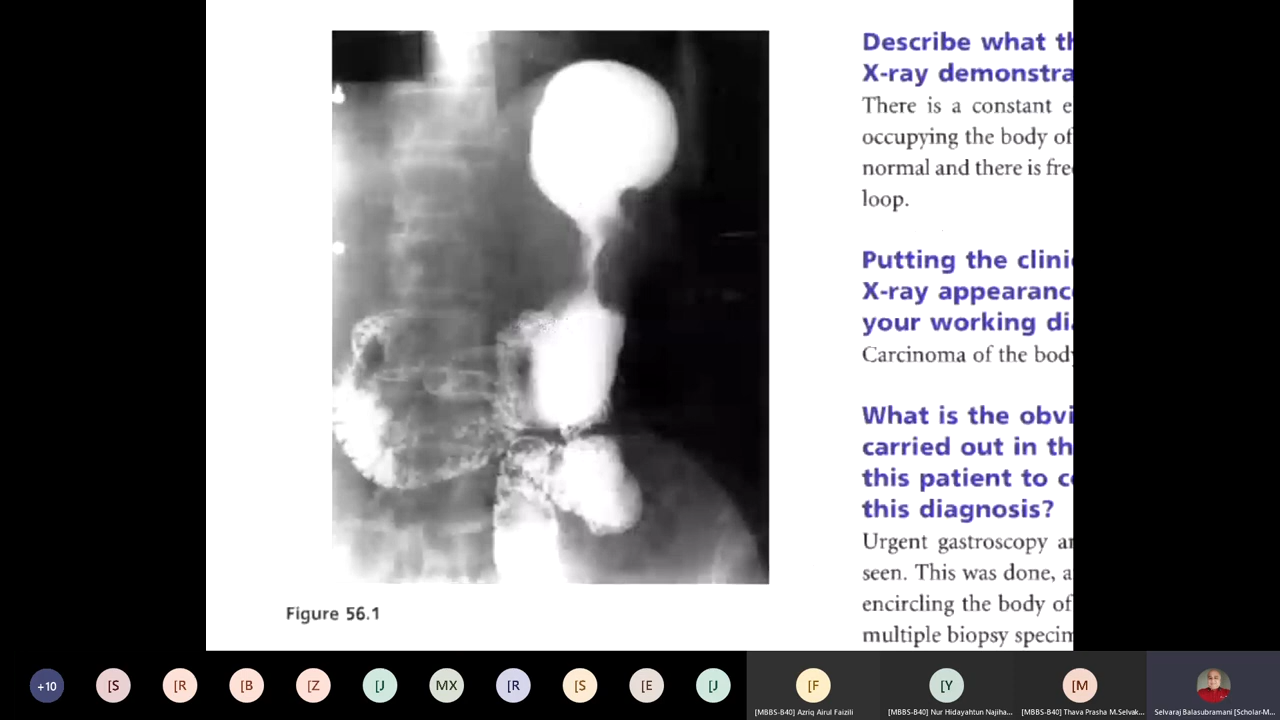 Describe what th
X-ray demonstra
There is a constant e
occupying the body of
normal and there is fre
loop.
Putting the clini
X-ray appearanc
your working di
Carcinoma of the body
What is the obvi
carried out in th
this patient to c
this diagnosis?
Urgent gastroscopy an
seen. This was done, a
encircling the body of
multiple biopsy specim
Figure 56.1
+10
[S
[R
[B
[Z
[J
MX
[R
[S
[E
[J
[F
[Y
[M
[MBBS-B40] Azriq Airul Faizili
[MBBS-B40] Nur Hidayahtun Najiha...
[MBBS-B40] Thava Prasha M.Selvak...
Selvaraj Balasubramani [Scholar-M...